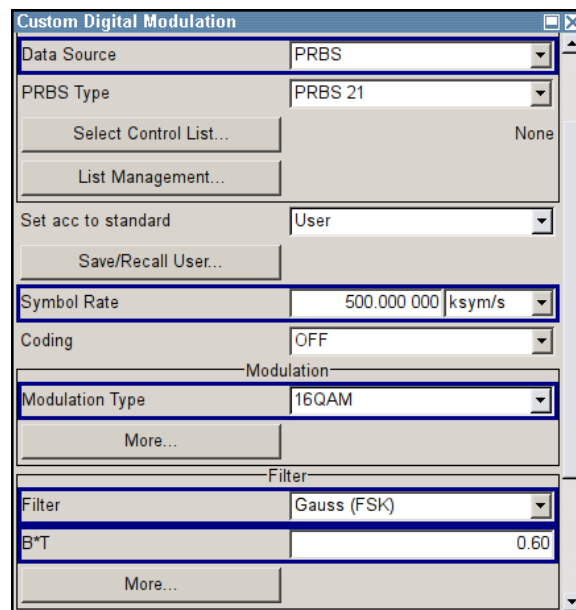 Custom Digital Modulation
Data Source PRBS
PRBS Type PRBS 21
Select Control List... None
List Management...
Set acc to standard User
Save/Recall User...
Symbol Rate 500.000 000 ksym/s
Coding OFF
Modulation
Modulation Type 16QAM
More...
Filter
Filter Gauss (FSK)
B*T 0.60
More...